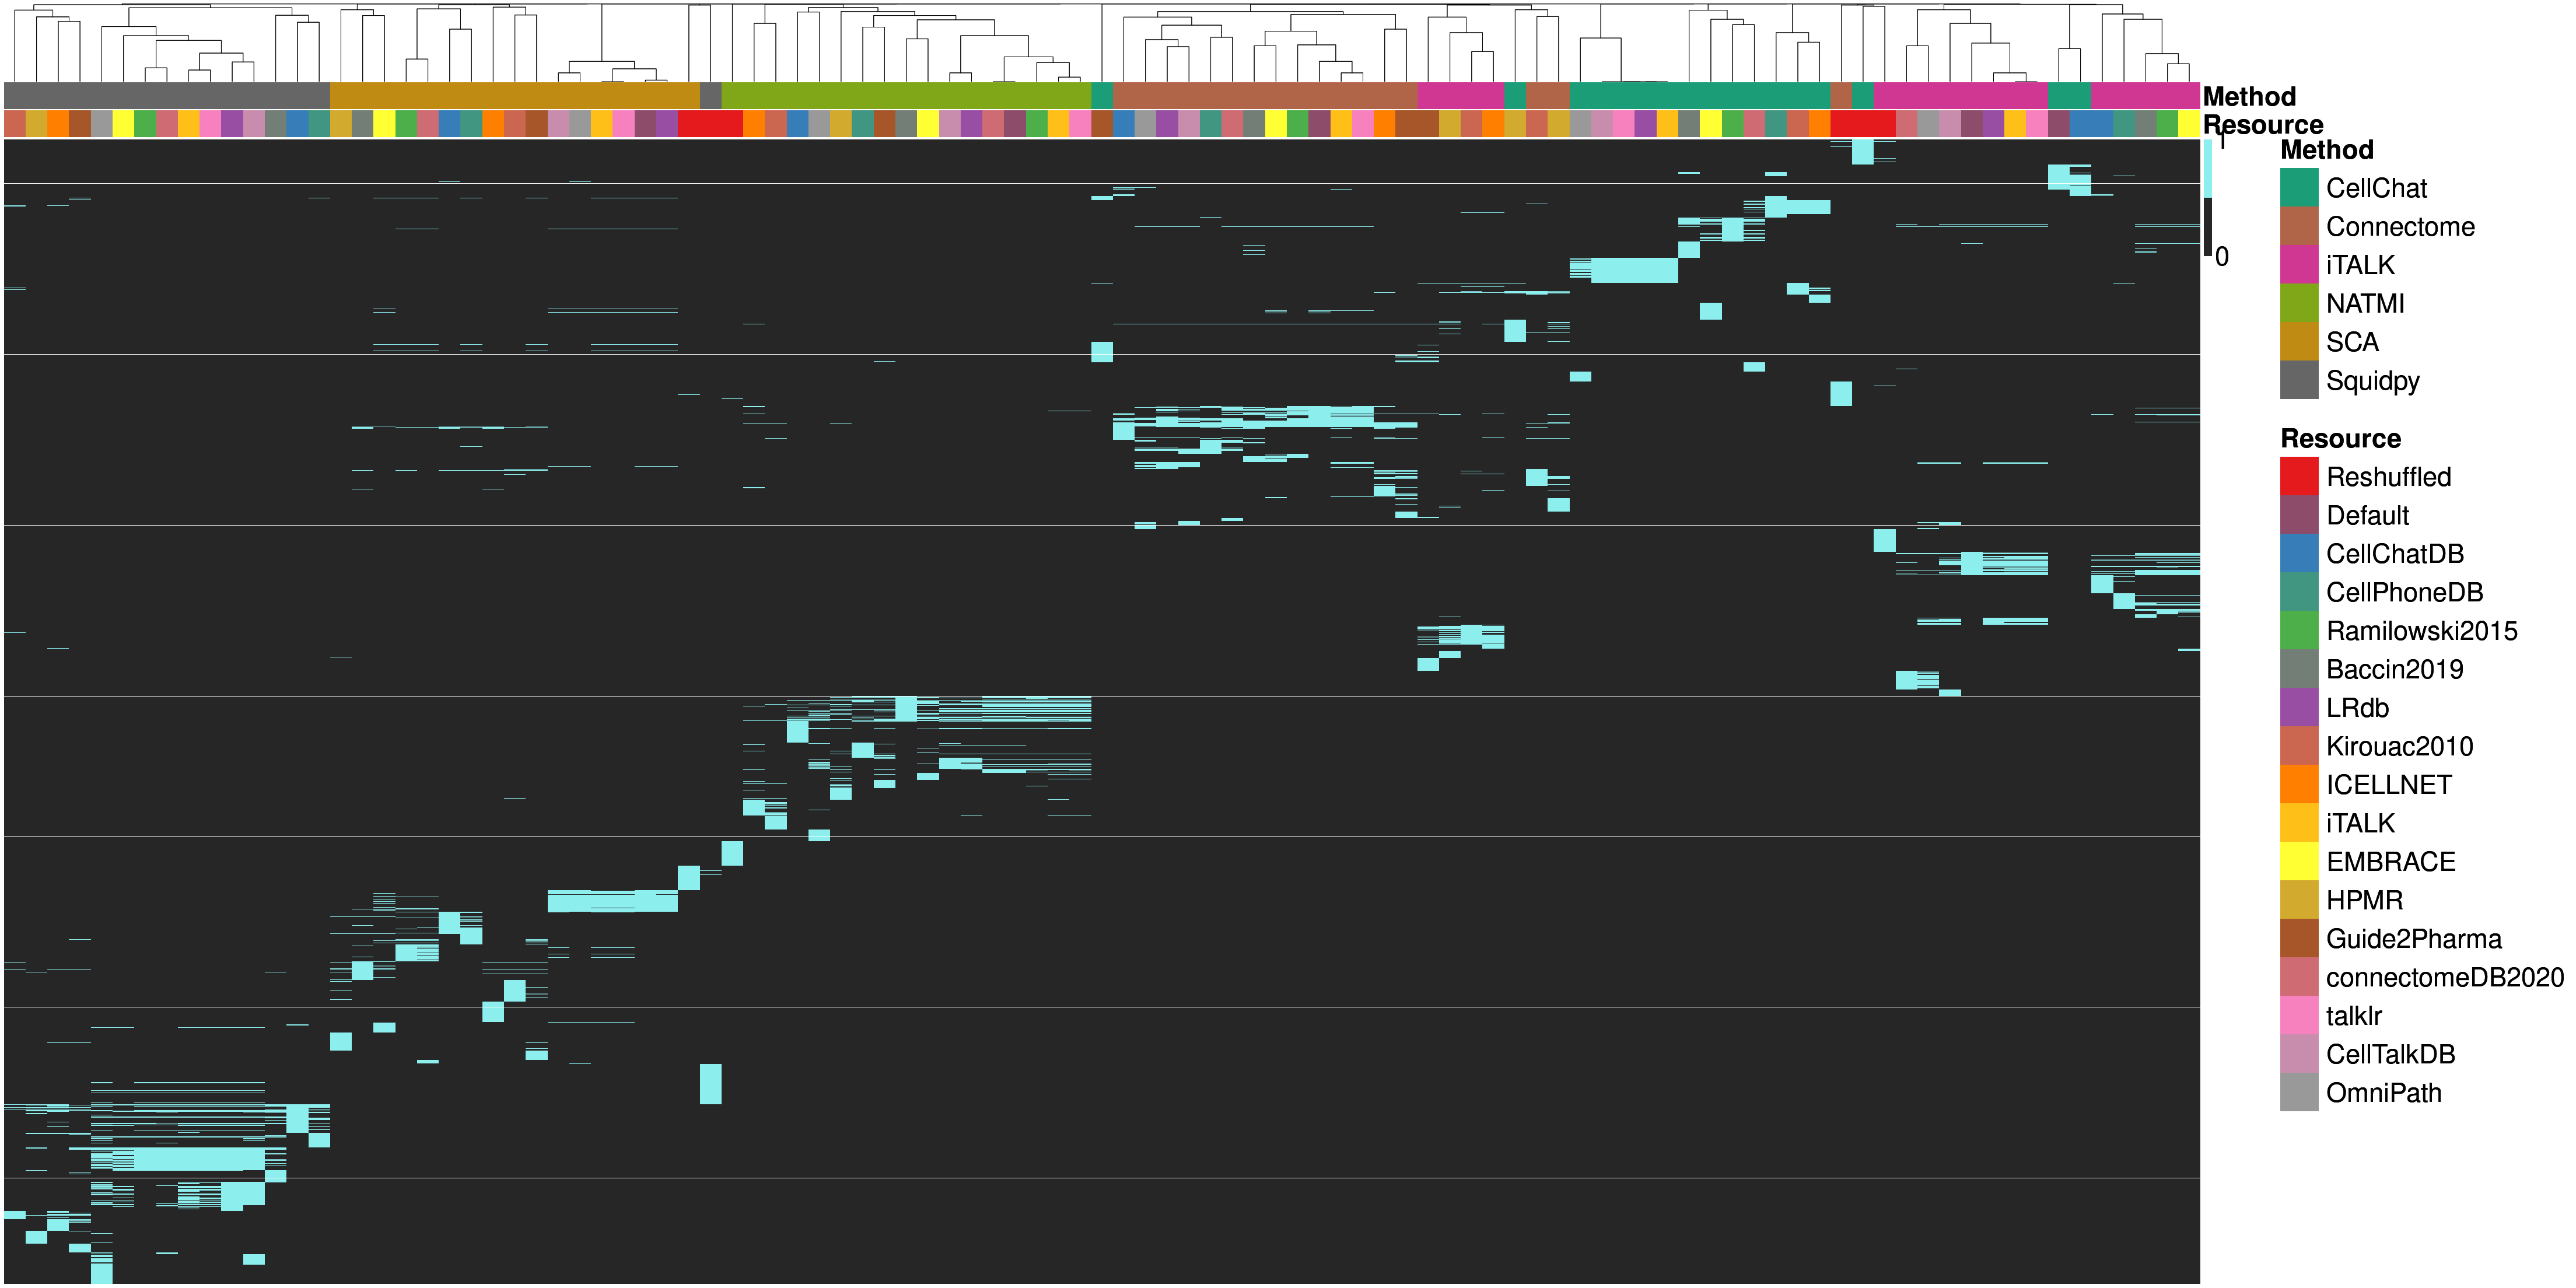 Method
Resource
1
0
Method
CellChat
Connectome
iTALK
NATMI
SCA
Squidpy
Resource
Reshuffled
Default
CellChatDB
CellPhoneDB
Ramilowski2015
Baccin2019
LRdb
Kirouac2010
ICELLNET
iTALK
EMBRACE
HPMR
Guide2Pharma
connectomeDB2020
talklr
CellTalkDB
OmniPath